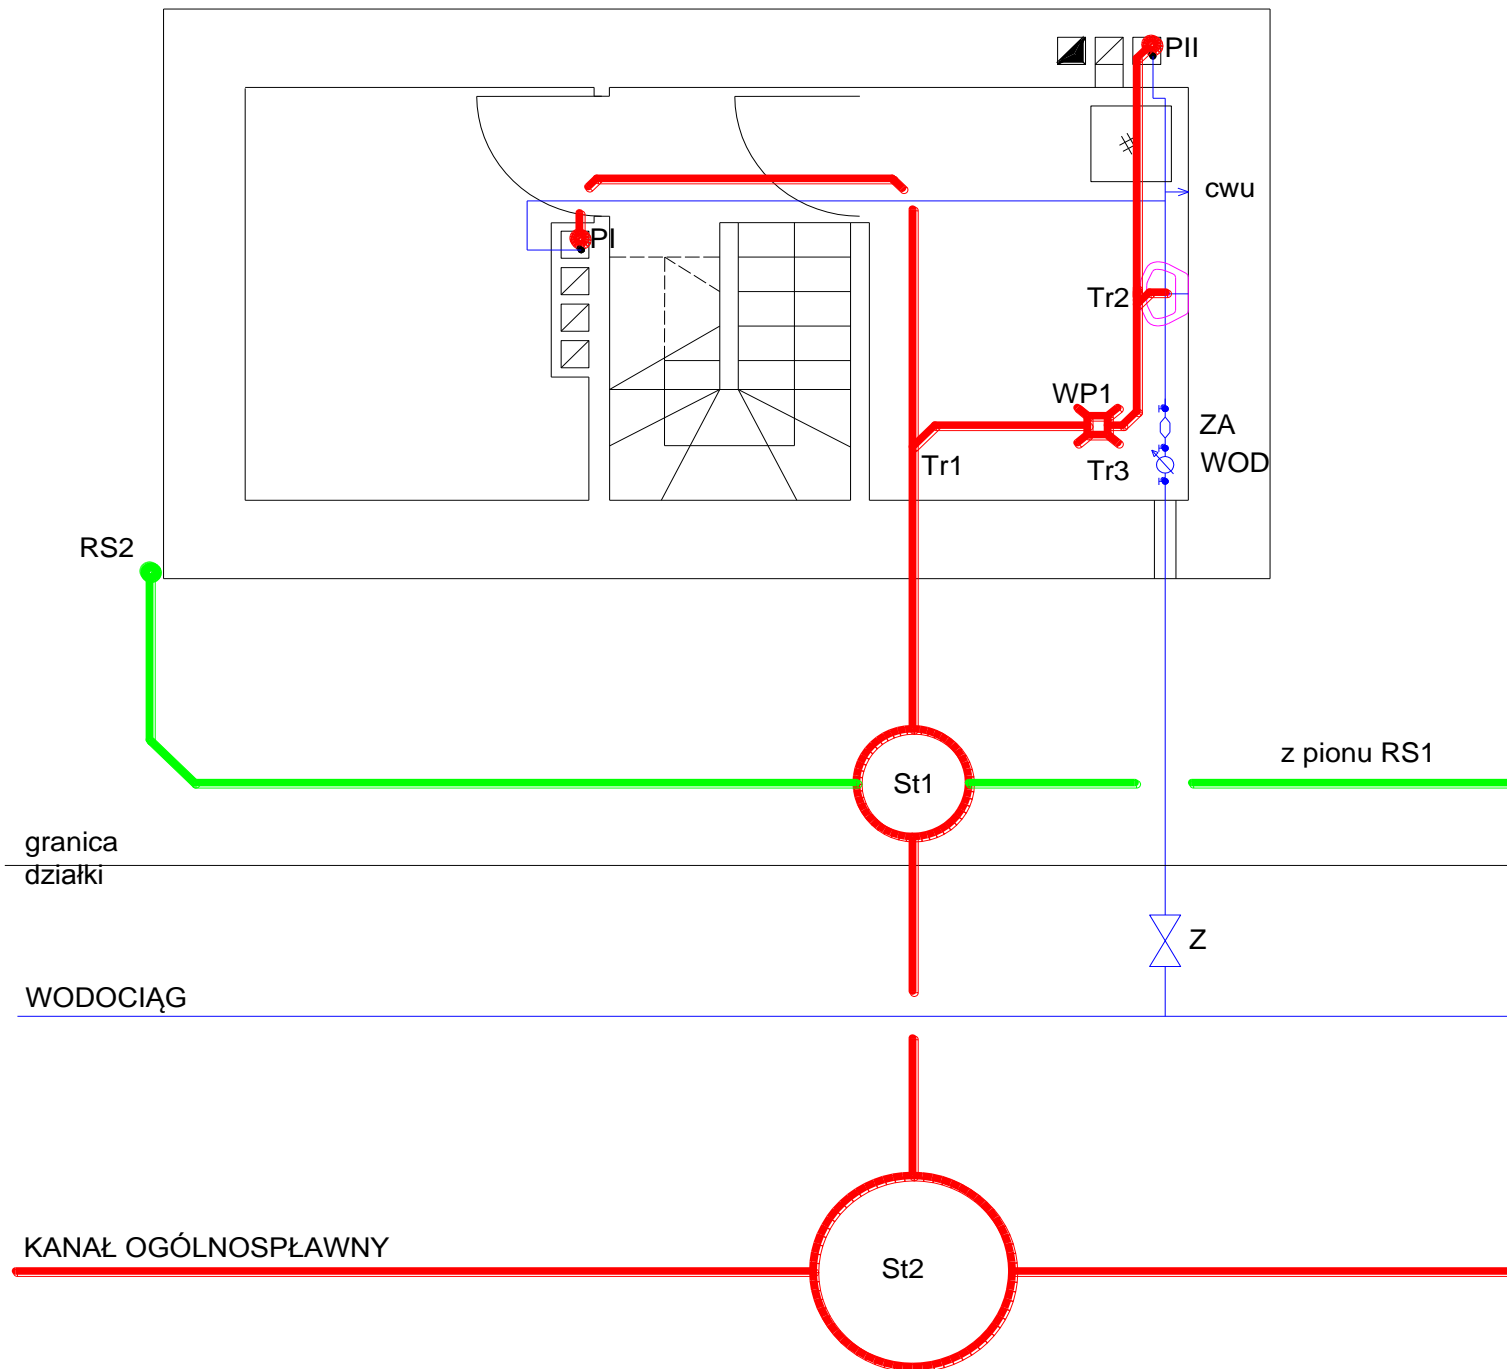 PII
cwu
PI
Tr2
WP1
ZA
WOD
Tr1
Tr3
RS2
z pionu RS1
St1
granica
działki
Z
WODOCIĄG
KANAŁ OGÓLNOSPŁAWNY
St2